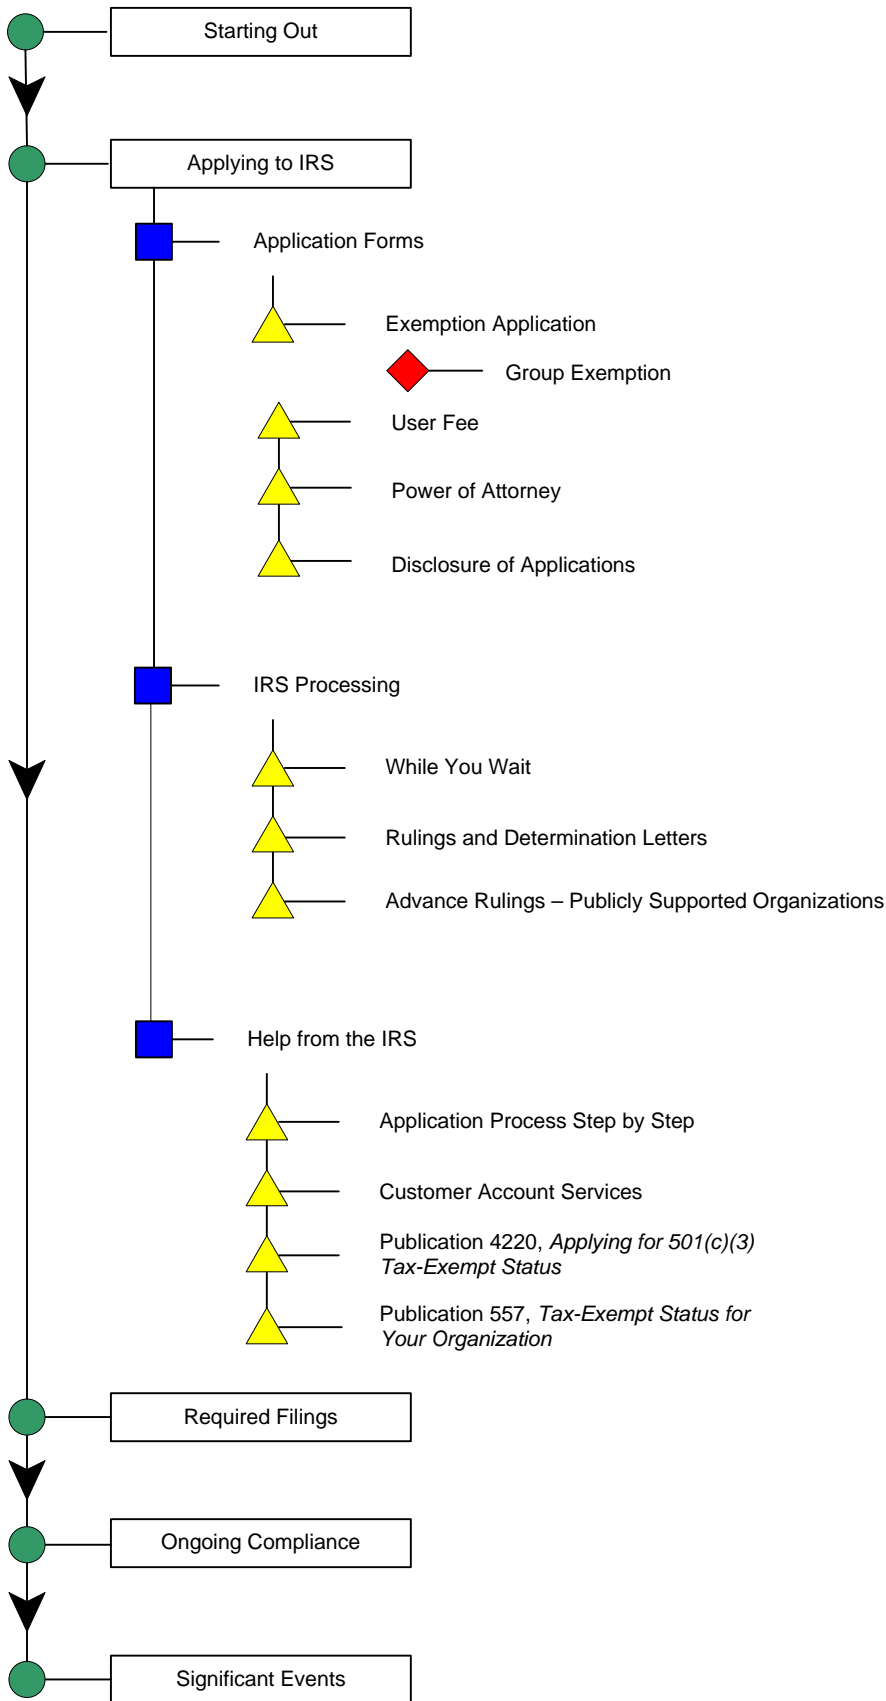 Starting Out
Applying to IRS
Application Forms
Exemption Application
Group Exemption
User Fee
Power of Attorney
Disclosure of Applications
IRS Processing
While You Wait
Rulings and Determination Letters
Advance Rulings – Publicly Supported Organizations
Help from the IRS
Application Process Step by Step
Customer Account Services
Publication 4220, Applying for 501(c)(3)
Tax-Exempt Status
Publication 557, Tax-Exempt Status for
Your Organization
Required Filings
Ongoing Compliance
Significant Events